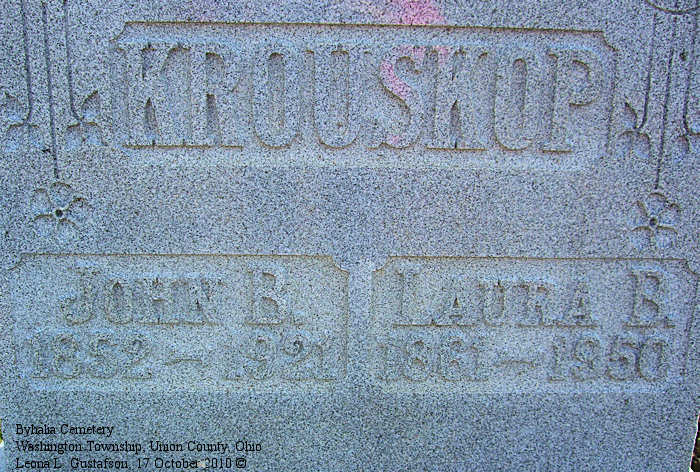 KROUSKOP
JOHN R. LAURA B.
1852 - 1921 1861 - 1950
Byhalia Cemetery
Washington Township, Union County, Ohio
Leona L. Gustafson, 17 October 2010 ©